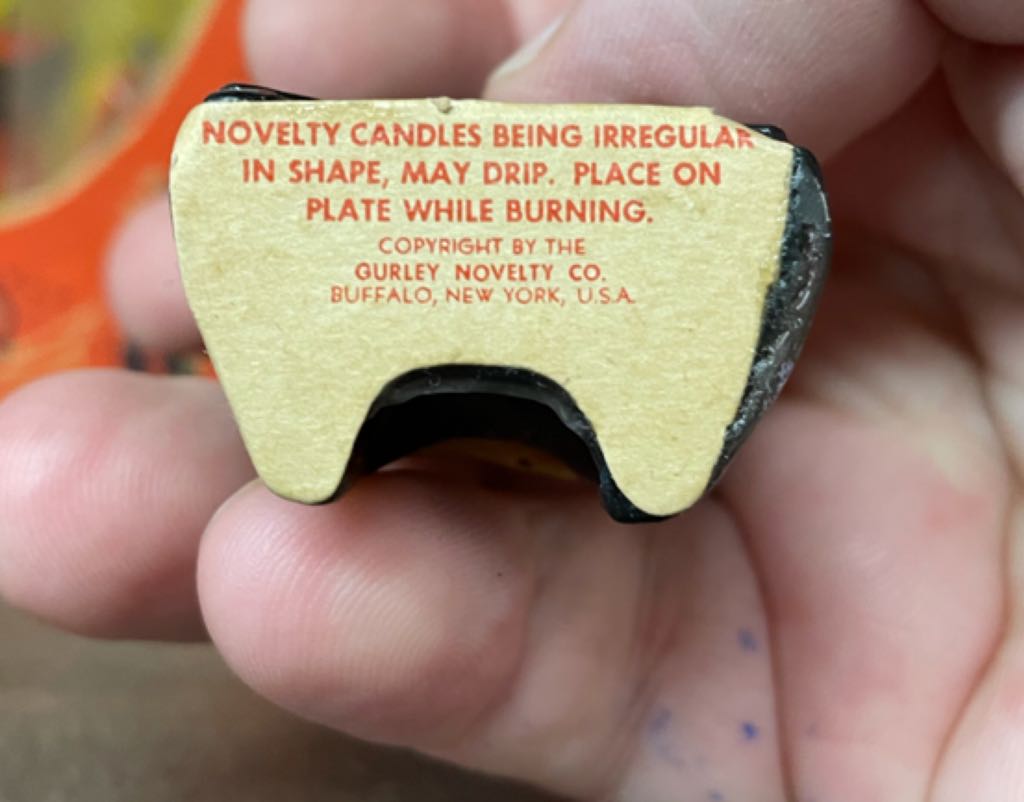 NOVELTY CANDLES BEING IRREGULAR
IN SHAPE, MAY DRIP. PLACE ON
PLATE WHILE BURNING.
COPYRIGHT BY THE
GURLEY NOVELTY CO.
BUFFALO, NEW YORK, U.S.A.